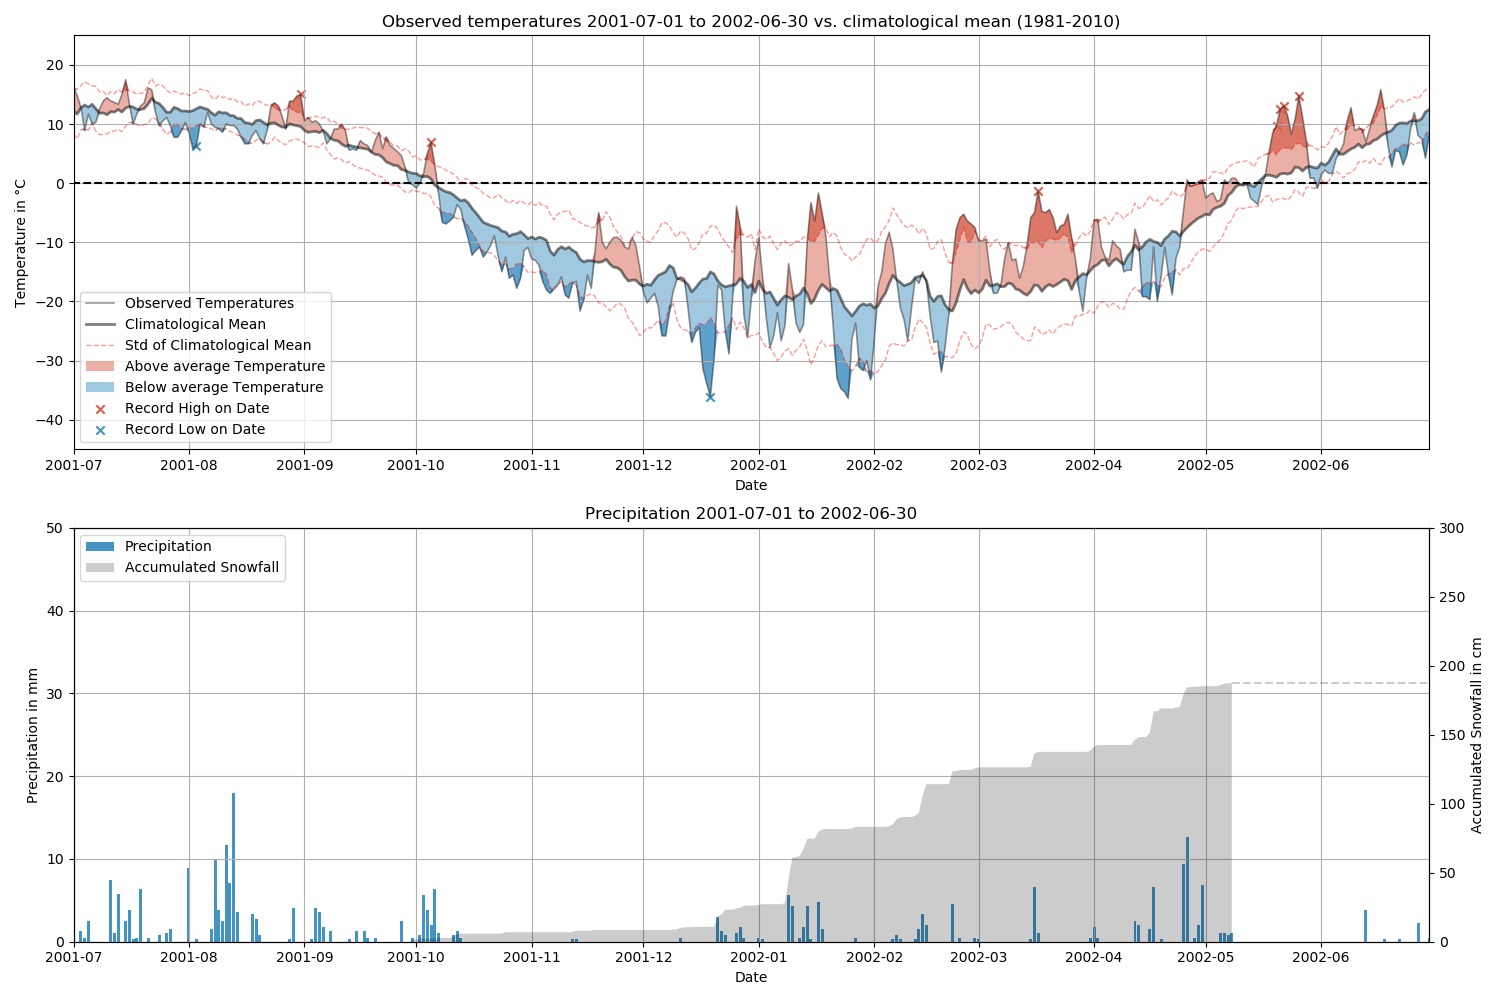 Observed temperatures 2001-07-01 to 2002-06-30 vs. climatological mean (1981-2010)
20
10
0
−10
−20
−30
−40
Temperature in °C
Observed Temperatures
Climatological Mean
Std of Climatological Mean
Above average Temperature
Below average Temperature
Record High on Date
Record Low on Date
2001-07 2001-08 2001-09 2001-10 2001-11 2001-12 2002-01 2002-02 2002-03 2002-04 2002-05 2002-06
Date
Precipitation 2001-07-01 to 2002-06-30
50
40
30
20
10
0
Precipitation in mm
Precipitation
Accumulated Snowfall
300
250
200
150
100
50
0
Accumulated Snowfall in cm
2001-07 2001-08 2001-09 2001-10 2001-11 2001-12 2002-01 2002-02 2002-03 2002-04 2002-05 2002-06
Date